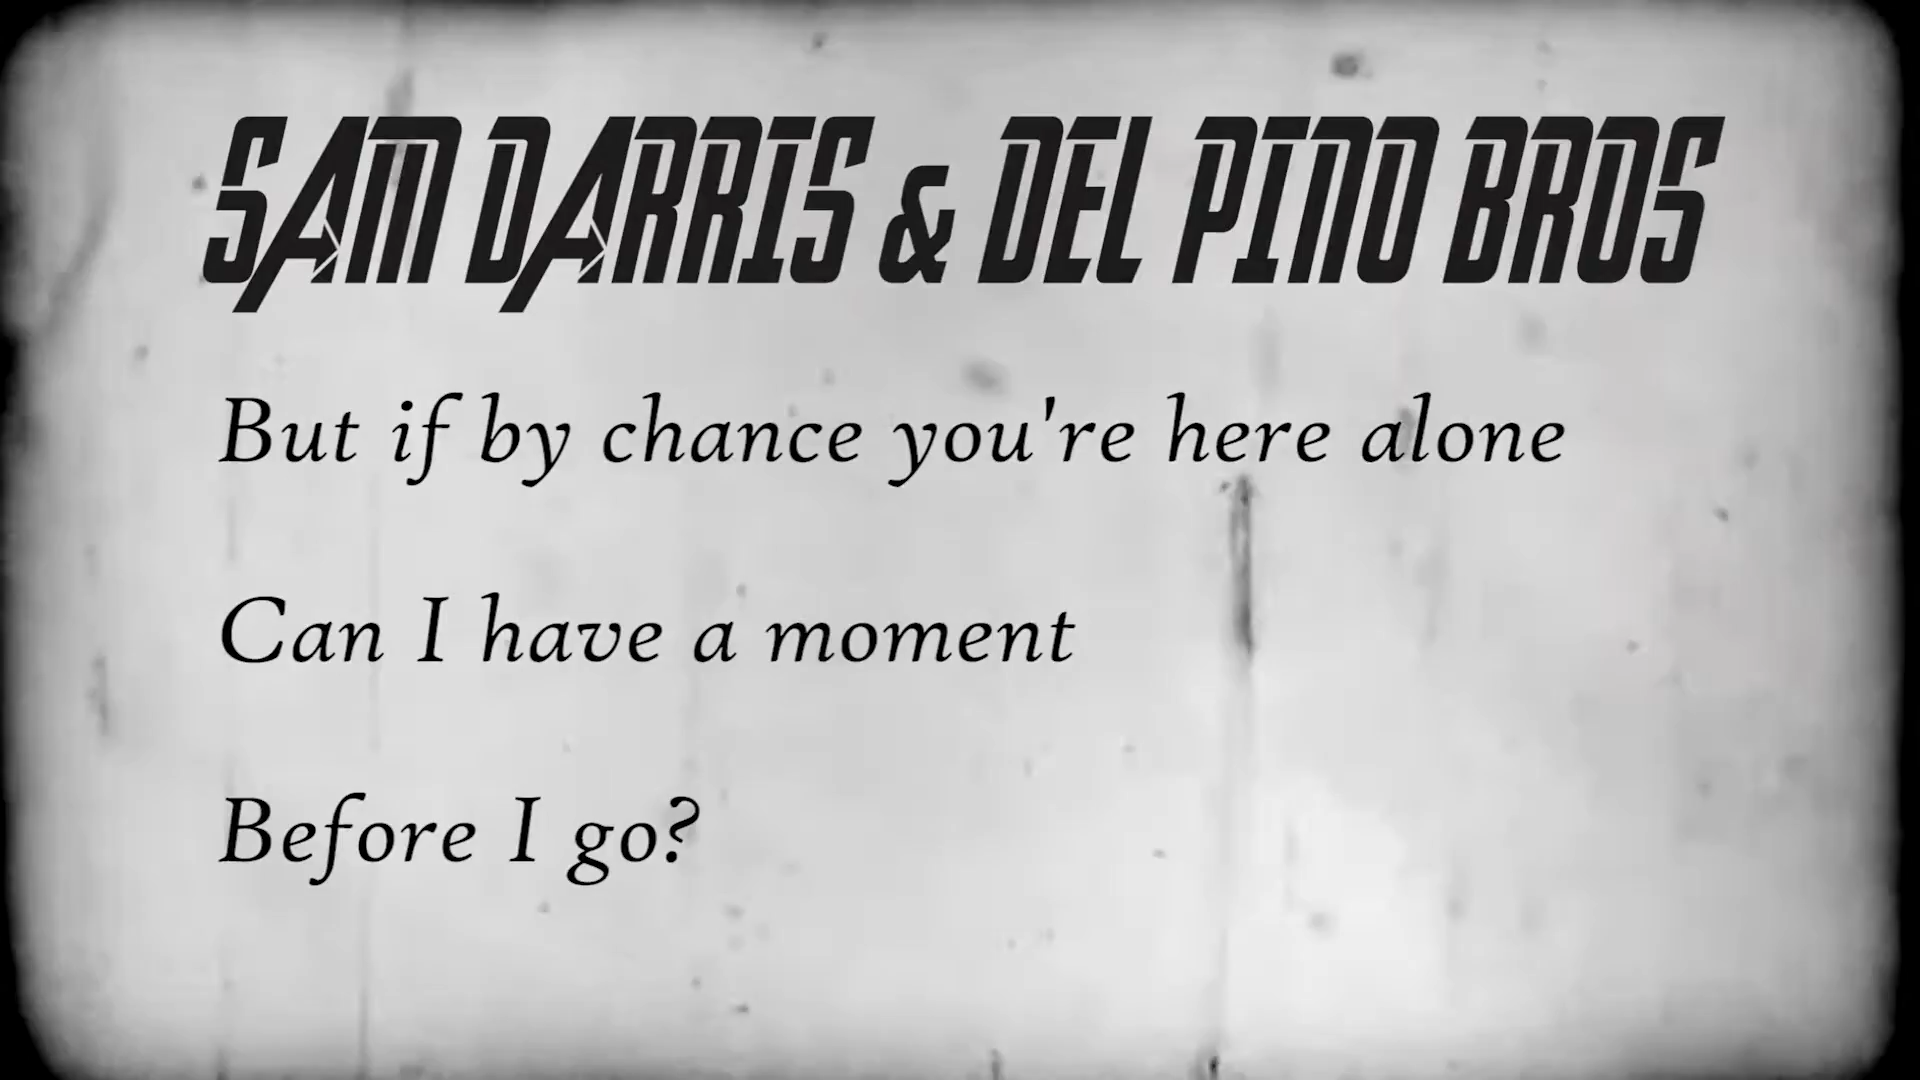 SAM DARRIS & DEL PINO BROS
But if by chance you're here alone
Can I have a moment
Before I go?